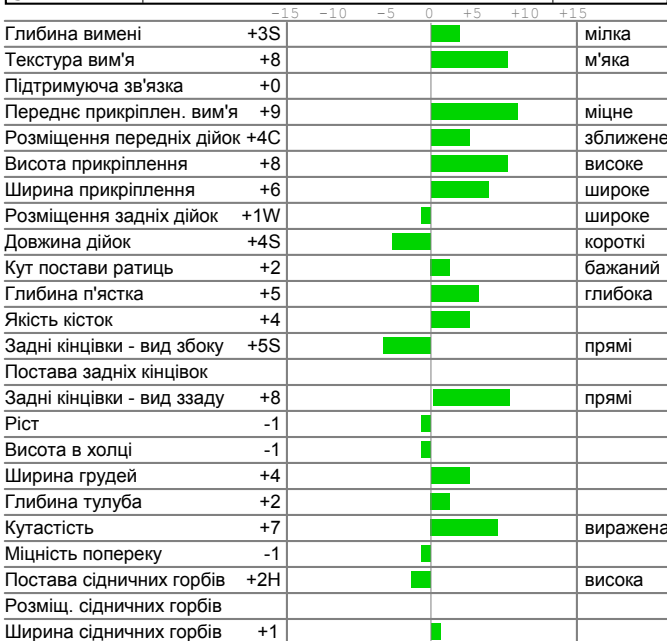 -15 -10 -5 0 +5 +10 +15
Глибина вимені +3S мілка
Текстура вим'я +8 м'яка
Підтримуюча зв'язка +0
Переднє прикріплен. вим'я +9 міцне
Розміщення передніх дійок +4C зближене
Висота прикріплення +8 високе
Ширина прикріплення +6 широке
Розміщення задніх дійок +1W широке
Довжина дійок +4S короткі
Кут постави ратиць +2 бажаний
Глибина п'ястка +5 глибока
Якість кісток +4
Задні кінцівки - вид збоку +5S прямі
Постава задніх кінцівок
Задні кінцівки - вид ззаду +8 прямі
Ріст -1
Висота в холці -1
Ширина грудей +4
Глибина тулуба +2
Кутастість +7 виражена
Міцність попереку -1
Постава сідничних горбів +2H висока
Розміщ. сідничних горбів
Ширина сідничних горбів +1